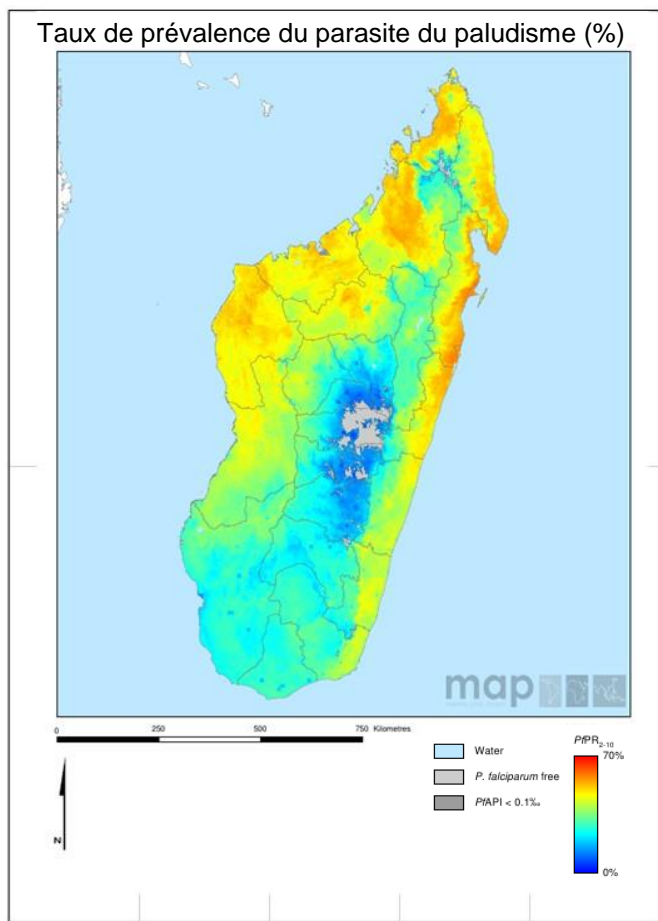 Taux de prévalence du parasite du paludisme (%)
map
0 250 500 750 Kilometres
N
Water
P. falciparum free
PfAPI < 0.1‰
PfPR2-10
70%
0%